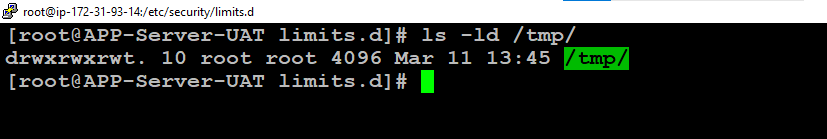 root@ip-172-31-93-14:/etc/security/limits.d
[root@APP-Server-UAT limits.d]# ls -ld /tmp/
drwxrwxrwt. 10 root root 4096 Mar 11 13:45 /tmp/
[root@APP-Server-UAT limits.d]#